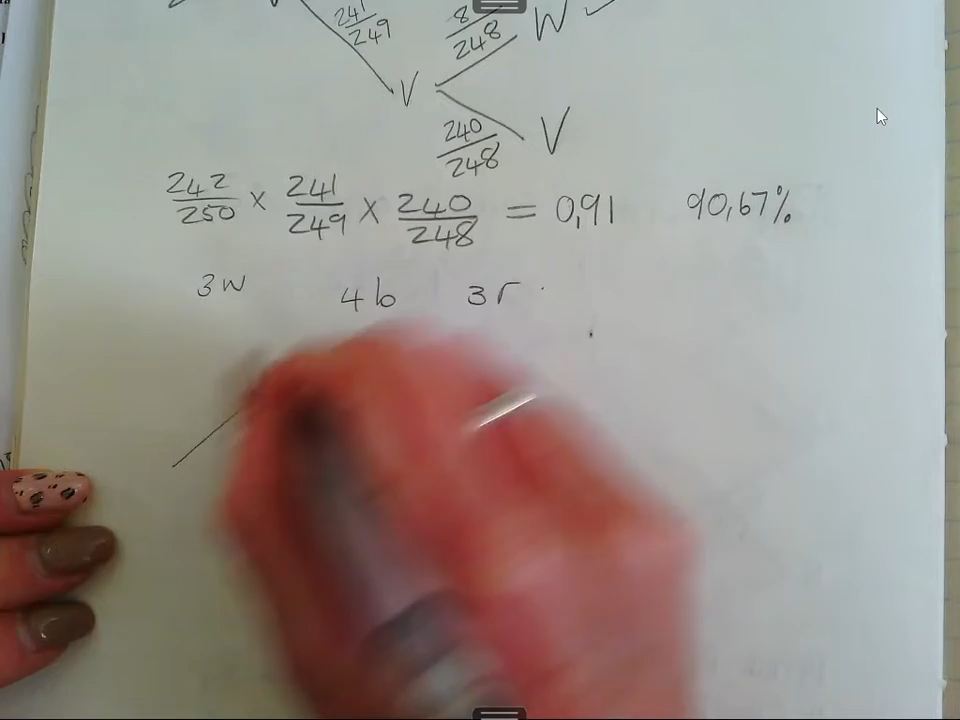 241/249 8/248 W
V
240/248 V
242/250 x 241/249 x 240/248 = 0,91 90,67%
3w 4b 3r